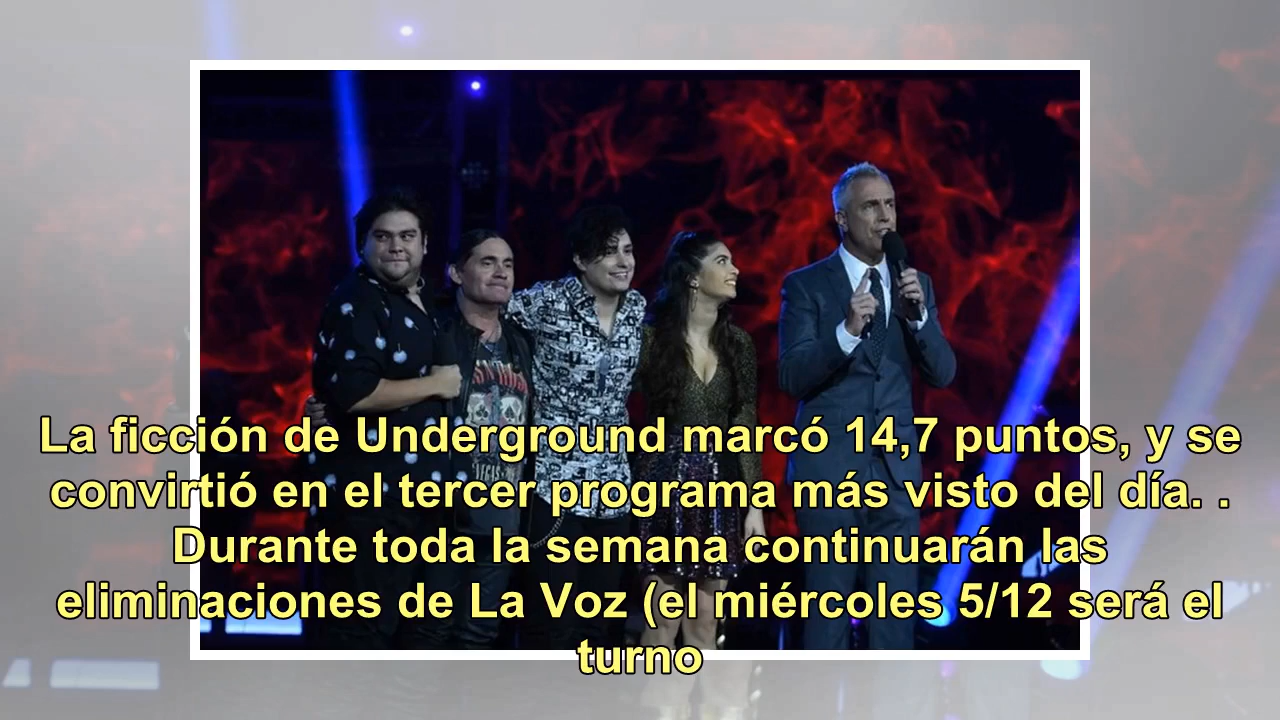 La ficción de Underground marcó 14,7 puntos, y se
convirtió en el tercer programa más visto del día. .
Durante toda la semana continuarán las
eliminaciones de La Voz (el miércoles 5/12 será el
turno